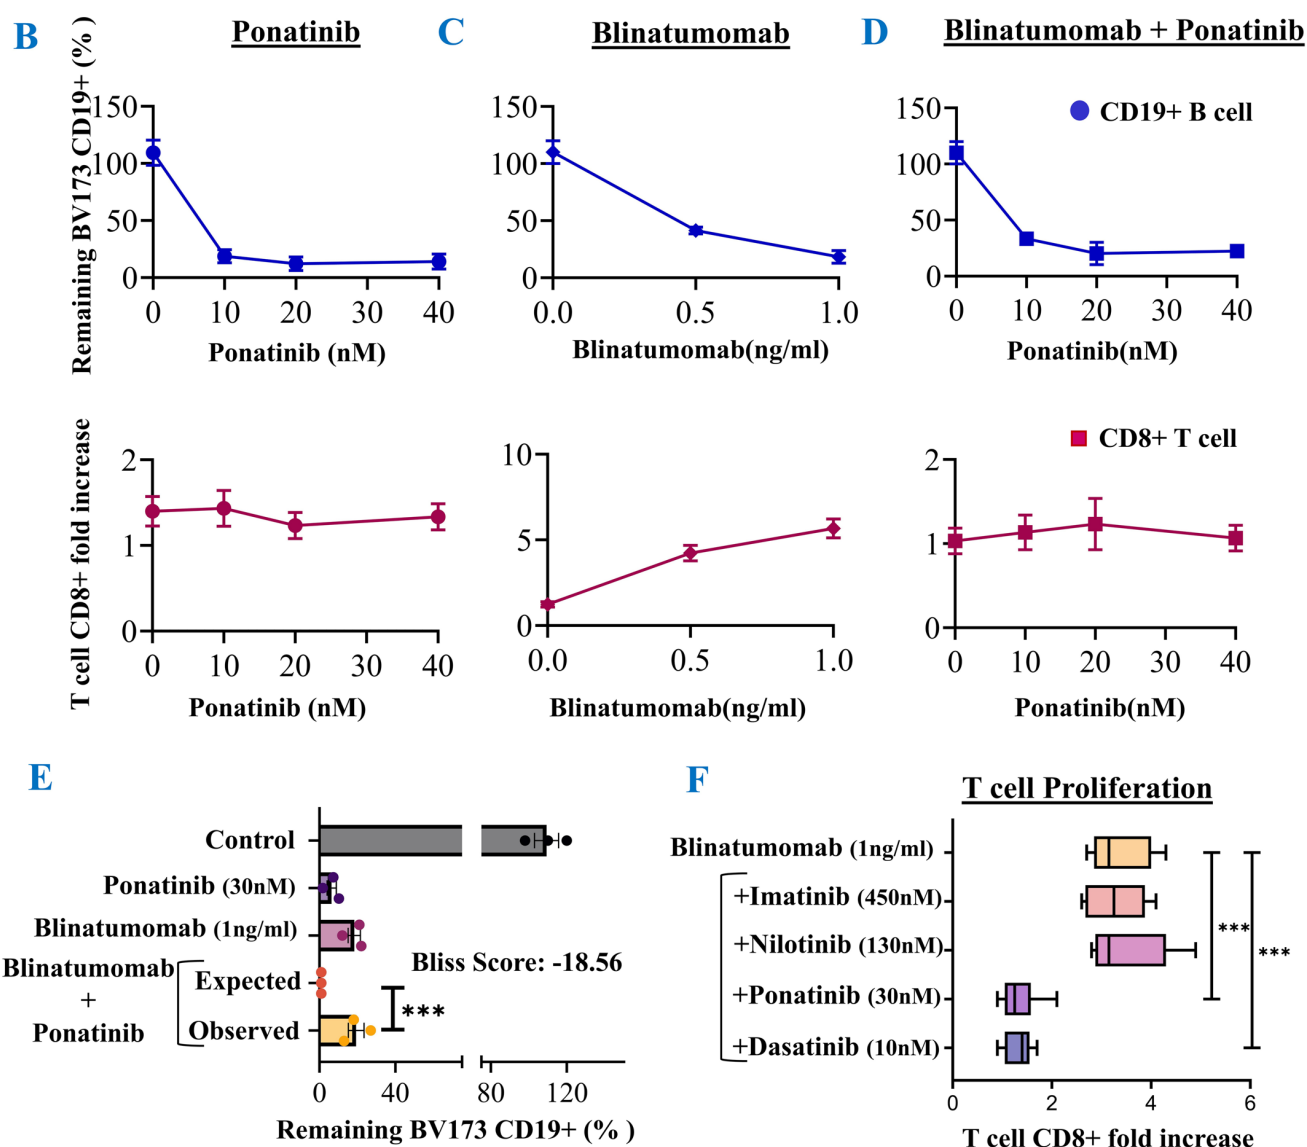 B
Ponatinib
C
Blinatumomab
D
Blinatumomab + Ponatinib
Remaining BV173 CD19+ (% )
150
100
50
0
0 10 20 30 40
Ponatinib (nM)
150
100
50
0
0.0 0.5 1.0
Blinatumomab(ng/ml)
150
100
50
0
0 10 20 30 40
Ponatinib(nM)
CD19+ B cell
T cell CD8+ fold increase
2
1
0
0 10 20 30 40
Ponatinib (nM)
10
5
0
0.0 0.5 1.0
Blinatumomab(ng/ml)
CD8+ T cell
2
1
0
0 10 20 30 40
Ponatinib(nM)
E
Control
Ponatinib (30nM)
Blinatumomab (1ng/ml)
Blinatumomab
+
Ponatinib
Expected
Observed
Bliss Score: -18.56
***
0 40 80 120
Remaining BV173 CD19+ (% )
F
T cell Proliferation
Blinatumomab (1ng/ml)
+Imatinib (450nM)
+Nilotinib (130nM)
+Ponatinib (30nM)
+Dasatinib (10nM)
***
***
0 2 4 6
T cell CD8+ fold increase